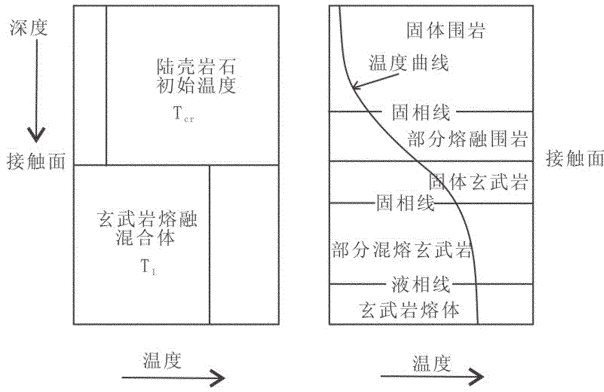 深度
接触面
陆壳岩石
初始温度
Tcr
玄武岩熔融
混合体
T1
温度
固体围岩
温度曲线
固相线
部分熔融围岩
接触面
固体玄武岩
固相线
部分混熔玄武岩
液相线
玄武岩熔体
温度